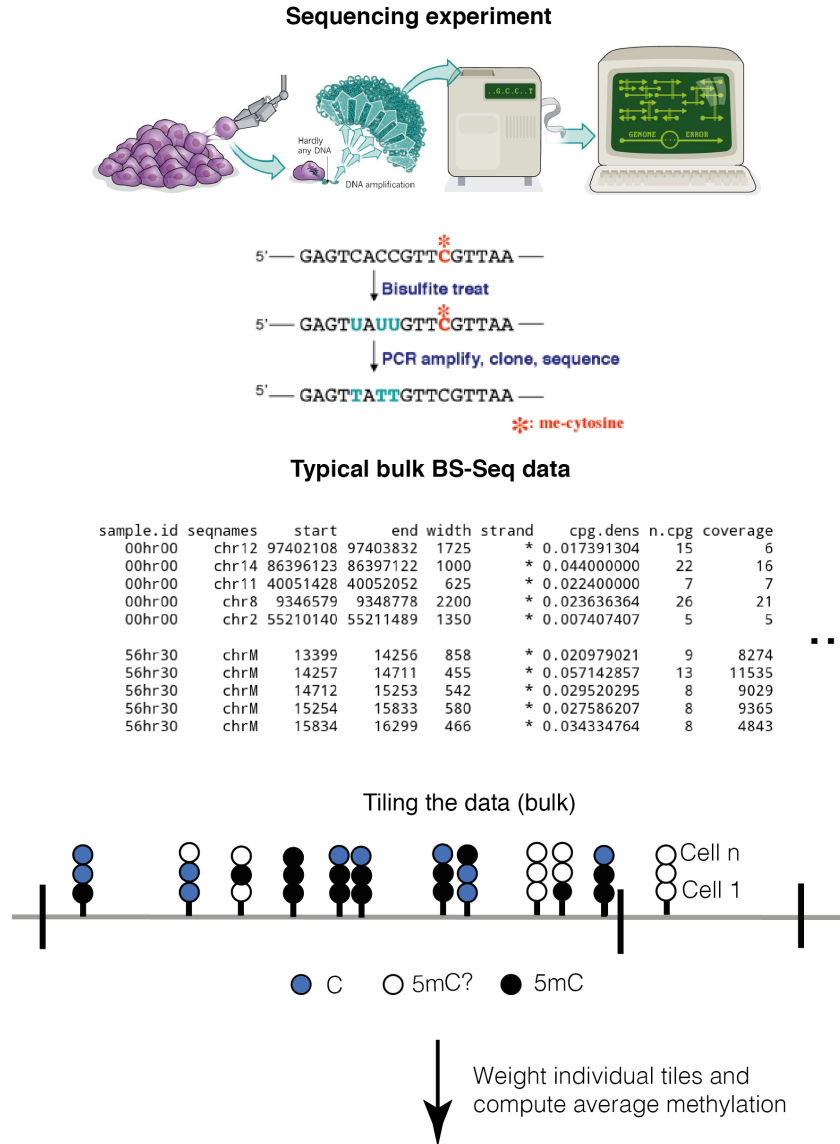 Sequencing experiment
..G.C.C..T
Hardly
any DNA
DNA amplification
GENOME ... ERROR
*
5'— GAGTCACCGTTCGTTAA —
Bisulfite treat
*
5'— GAGTUAUUGTTCGTTAA —
PCR amplify, clone, sequence
5'— GAGTTATTGTTCGTTAA —
*: me-cytosine
Typical bulk BS-Seq data
sample.id seqnames start end width strand cpg.dens n.cpg coverage
00hr00 chr12 97402108 97403832 1725 * 0.017391304 15 6
00hr00 chr14 86396123 86397122 1000 * 0.044000000 22 16
00hr00 chr11 40051428 40052052 625 * 0.022400000 7 7
00hr00 chr8 9346579 9348778 2200 * 0.023636364 26 21
00hr00 chr2 55210140 55211489 1350 * 0.007407407 5 5
..
56hr30 chrM 13399 14256 858 * 0.020979021 9 8274
56hr30 chrM 14257 14711 455 * 0.057142857 13 11535
56hr30 chrM 14712 15253 542 * 0.029520295 8 9029
56hr30 chrM 15254 15833 580 * 0.027586207 8 9365
56hr30 chrM 15834 16299 466 * 0.034334764 8 4843
Tiling the data (bulk)
Cell n
Cell 1
C 5mC? 5mC
Weight individual tiles and
compute average methylation